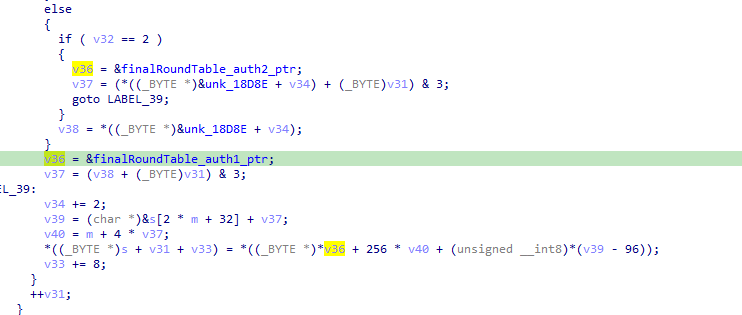 else
{
if ( v32 == 2 )
{
v36 = &finalRoundTable_auth2_ptr;
v37 = (*((_BYTE *)&unk_18D8E + v34) + (_BYTE)v31) & 3;
goto LABEL_39;
}
v38 = *((_BYTE *)&unk_18D8E + v34);
}
v36 = &finalRoundTable_auth1_ptr;
v37 = (v38 + (_BYTE)v31) & 3;
EL_39:
v34 += 2;
v39 = (char *)&s[2 * m + 32] + v37;
v40 = m + 4 * v37;
*((_BYTE *)s + v31 + v33) = *((_BYTE *)*v36 + 256 * v40 + (unsigned __int8)*(v39 - 96));
v33 += 8;
}
++v31;
}